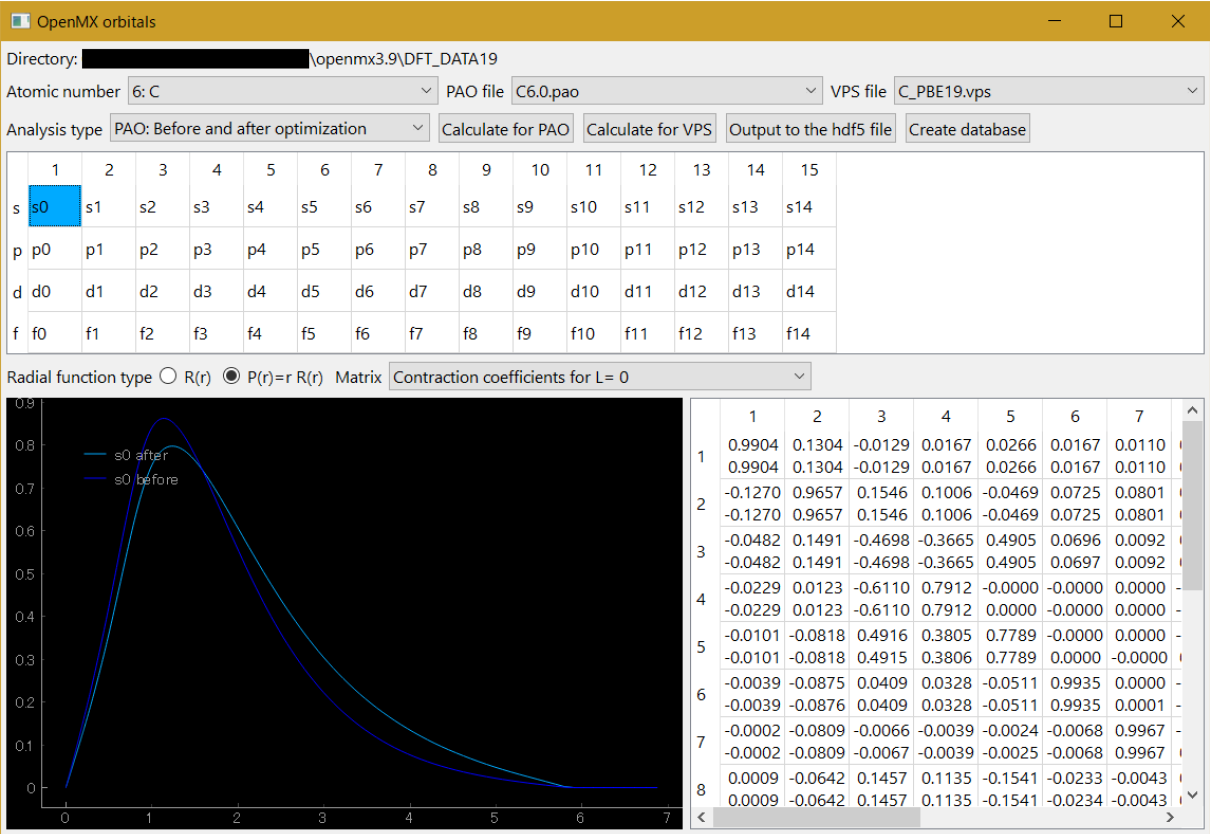 OpenMX orbitals
Directory: \openmx3.9\DFT_DATA19
Atomic number 6: C PAO file C6.0.pao VPS file C_PBE19.vps
Analysis type PAO: Before and after optimization Calculate for PAO Calculate for VPS Output to the hdf5 file Create database
1 2 3 4 5 6 7 8 9 10 11 12 13 14 15
s s0 s1 s2 s3 s4 s5 s6 s7 s8 s9 s10 s11 s12 s13 s14
p p0 p1 p2 p3 p4 p5 p6 p7 p8 p9 p10 p11 p12 p13 p14
d d0 d1 d2 d3 d4 d5 d6 d7 d8 d9 d10 d11 d12 d13 d14
f f0 f1 f2 f3 f4 f5 f6 f7 f8 f9 f10 f11 f12 f13 f14
Radial function type R(r) P(r)=r R(r) Matrix Contraction coefficients for L= 0
0.9
0.8
0.7
0.6
0.5
0.4
0.3
0.2
0.1
0
s0 after
s0 before
0 1 2 3 4 5 6 7
1 2 3 4 5 6 7
1
0.9904 0.1304 -0.0129 0.0167 0.0266 0.0167 0.0110
0.9904 0.1304 -0.0129 0.0167 0.0266 0.0167 0.0110
2
-0.1270 0.9657 0.1546 0.1006 -0.0469 0.0725 0.0801
-0.1270 0.9657 0.1546 0.1006 -0.0469 0.0725 0.0801
3
-0.0482 0.1491 -0.4698 -0.3665 0.4905 0.0696 0.0092
-0.0482 0.1491 -0.4698 -0.3665 0.4905 0.0697 0.0092
4
-0.0229 0.0123 -0.6110 0.7912 -0.0000 -0.0000 0.0000
-0.0229 0.0123 -0.6110 0.7912 0.0000 -0.0000 0.0000
5
-0.0101 -0.0818 0.4916 0.3805 0.7789 -0.0000 0.0000
-0.0101 -0.0818 0.4915 0.3806 0.7789 0.0000 -0.0000
6
-0.0039 -0.0875 0.0409 0.0328 -0.0511 0.9935 0.0000
-0.0039 -0.0876 0.0409 0.0328 -0.0511 0.9935 0.0001
7
-0.0002 -0.0809 -0.0066 -0.0039 -0.0024 -0.0068 0.9967
-0.0002 -0.0809 -0.0067 -0.0039 -0.0025 -0.0068 0.9967
8
0.0009 -0.0642 0.1457 0.1135 -0.1541 -0.0233 -0.0043
0.0009 -0.0642 0.1457 0.1135 -0.1541 -0.0234 -0.0043